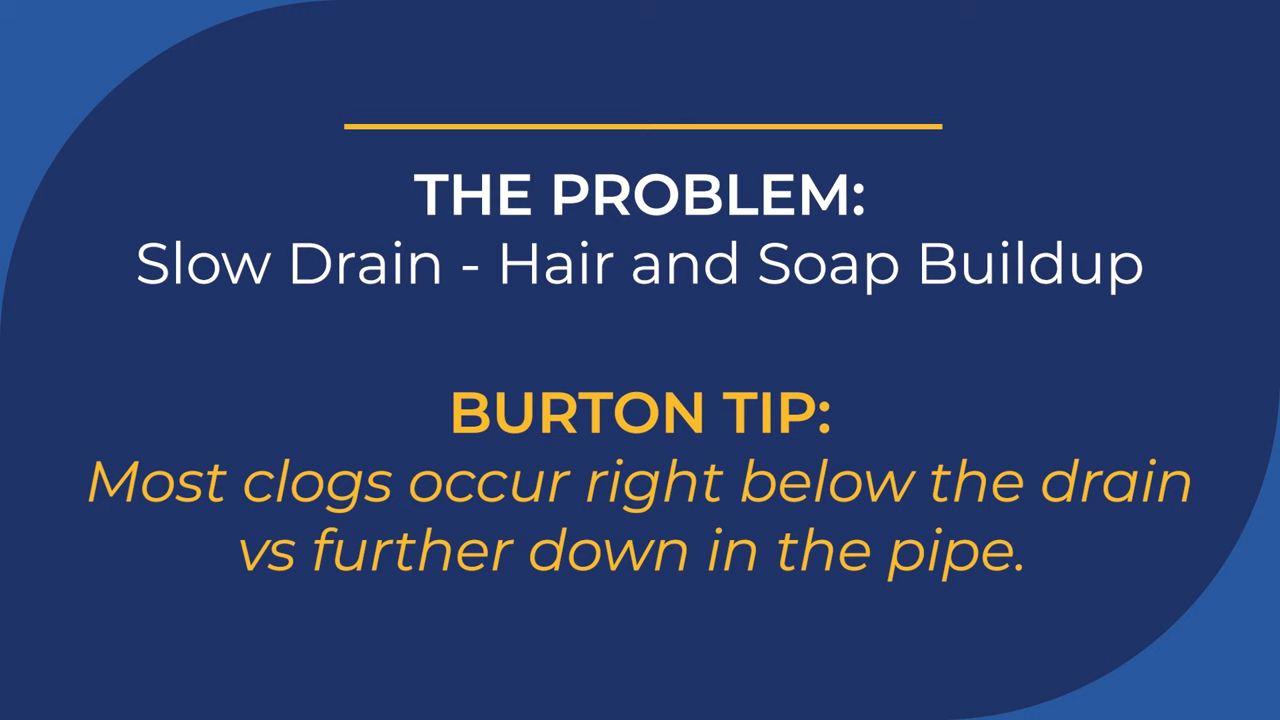 THE PROBLEM:
Slow Drain - Hair and Soap Buildup
BURTON TIP:
Most clogs occur right below the drain
vs further down in the pipe.